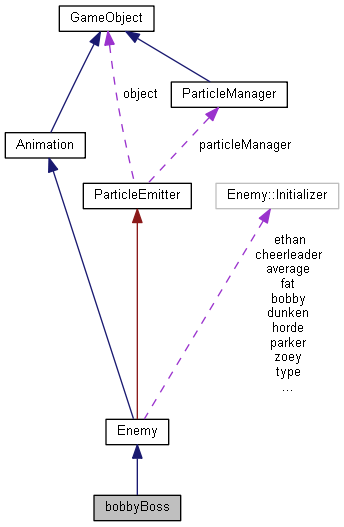 GameObject
object
ParticleManager
Animation
particleManager
ParticleEmitter
Enemy::Initializer
ethan
cheerleader
average
fat
bobby
dunken
horde
parker
zoey
type
...
Enemy
bobbyBoss